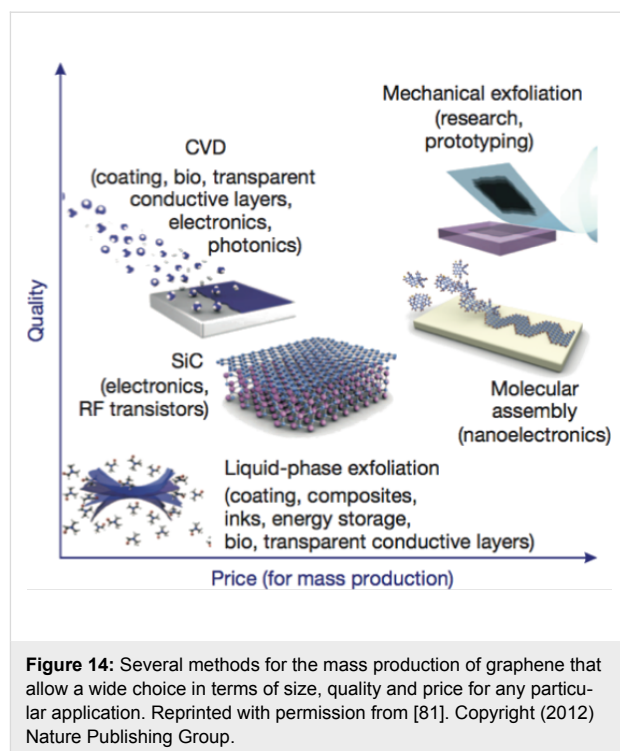 Mechanical exfoliation
(research,
prototyping)
CVD
(coating, bio, transparent
conductive layers,
electronics,
photonics)
Quality
SiC
(electronics,
RF transistors)
Molecular
assembly
(nanoelectronics)
Liquid-phase exfoliation
(coating, composites,
inks, energy storage,
bio, transparent conductive layers)
Price (for mass production)
Figure 14: Several methods for the mass production of graphene that
allow a wide choice in terms of size, quality and price for any particu-
lar application. Reprinted with permission from [81]. Copyright (2012)
Nature Publishing Group.